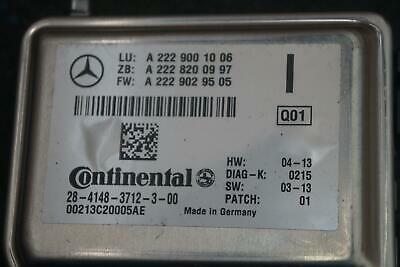 LU: A 222 900 10 06
ZB: A 222 820 09 97
FW: A 222 902 95 05
I
Q01
Continental
HW: 04-13
DIAG-K: 0215
SW: 03-13
PATCH: 01
28-4148-3712-3-00
00213C20005AE
Made in Germany